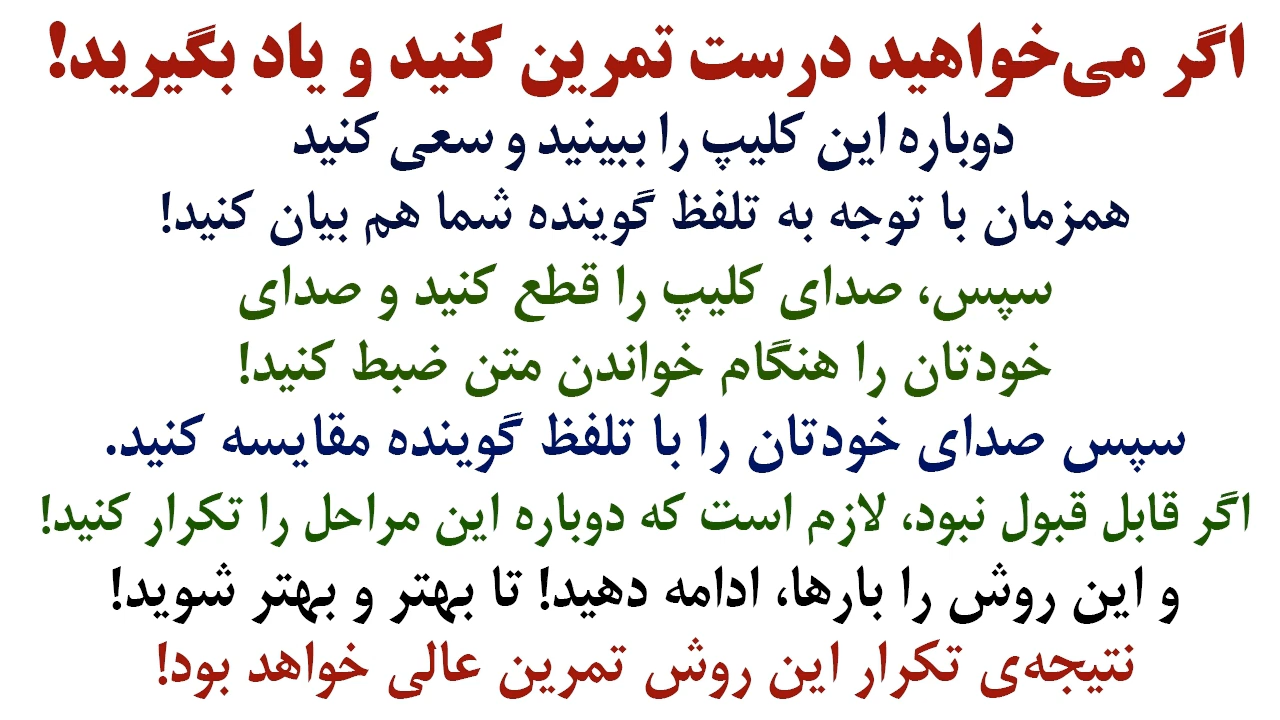 اگر می‌خواهید درست تمرین کنید و یاد بگیرید!
دوباره این کلیپ را ببینید و سعی کنید
همزمان با توجه به تلفظ گوینده شما هم بیان کنید!
سپس، صدای کلیپ را قطع کنید و صدای
خودتان را هنگام خواندن متن ضبط کنید!
سپس صدای خودتان را با تلفظ گوینده مقایسه کنید.
اگر قابل قبول نبود، لازم است که دوباره این مراحل را تکرار کنید!
و این روش را بارها، ادامه دهید! تا بهتر و بهتر شوید!
نتیجه‌ی تکرار این روش تمرین عالی خواهد بود!